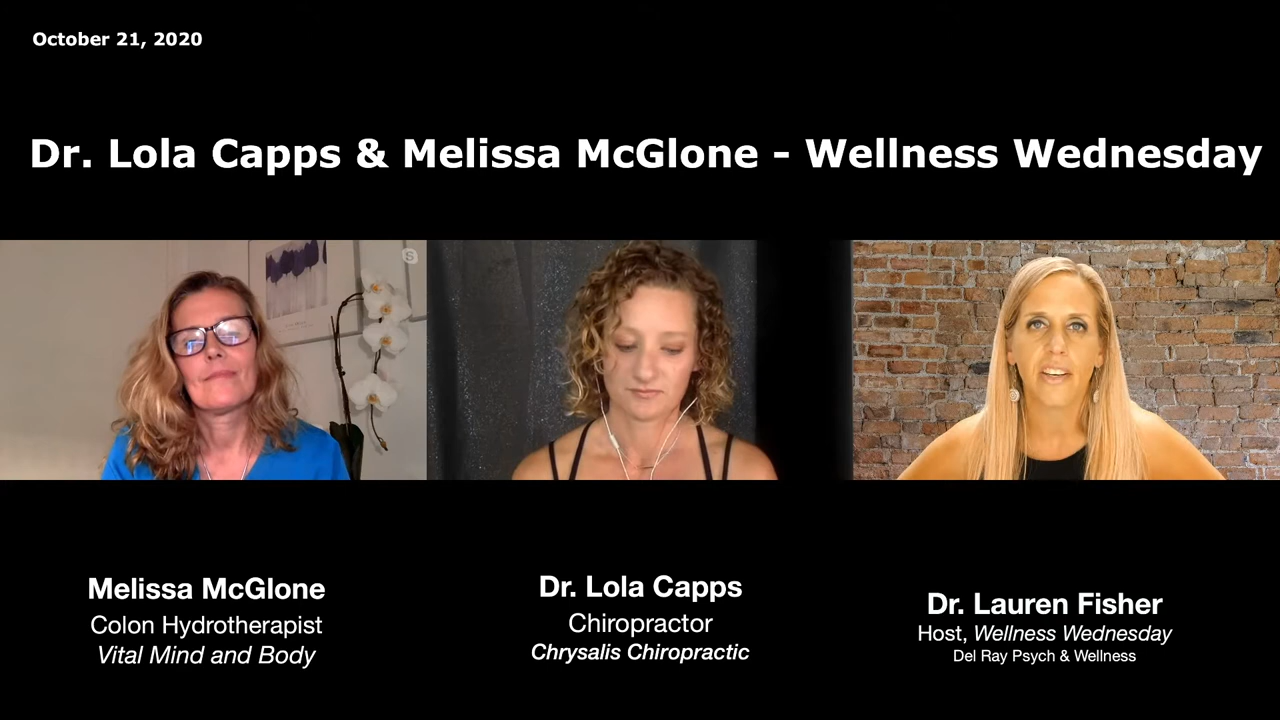 October 21, 2020
Dr. Lola Capps & Melissa McGlone - Wellness Wednesday
Melissa McGlone
Colon Hydrotherapist
Vital Mind and Body
Dr. Lola Capps
Chiropractor
Chrysalis Chiropractic
Dr. Lauren Fisher
Host, Wellness Wednesday
Del Ray Psych & Wellness